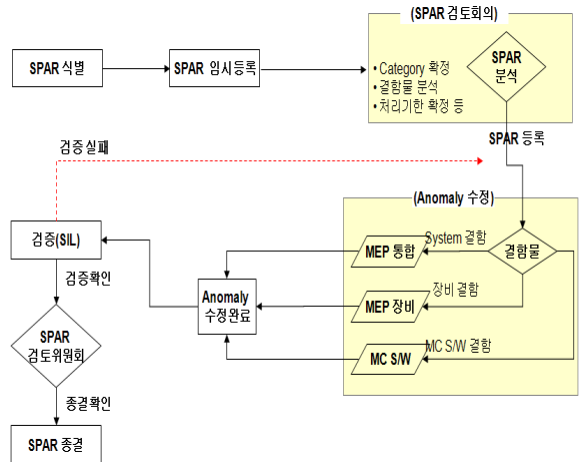 (SPAR 검토회의)
SPAR 식별
SPAR 임시등록
• Category 확정
• 결함물 분석
• 처리기한 확정 등
SPAR
분석
SPAR 등록
검증 실패
(Anomaly 수정)
검증(SIL)
검증확인
SPAR
검토위원회
종결확인
SPAR 종결
Anomaly
수정완료
MEP 통합
System 결함
결함물
MEP 장비
장비 결함
MC S/W
MC S/W 결함